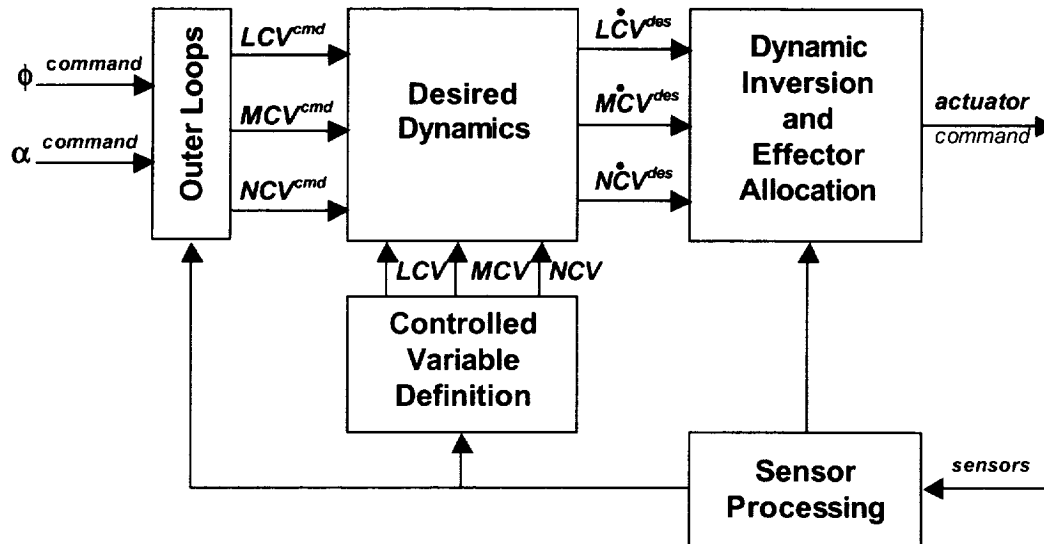 ϕ command
α command
Outer Loops
LCV^cmd
MCV^cmd
NCV^cmd
Desired
Dynamics
LĊV^des
MĊV^des
NĊV^des
Dynamic
Inversion
and
Effector
Allocation
actuator
command
LCV MCV NCV
Controlled
Variable
Definition
Sensor
Processing
sensors